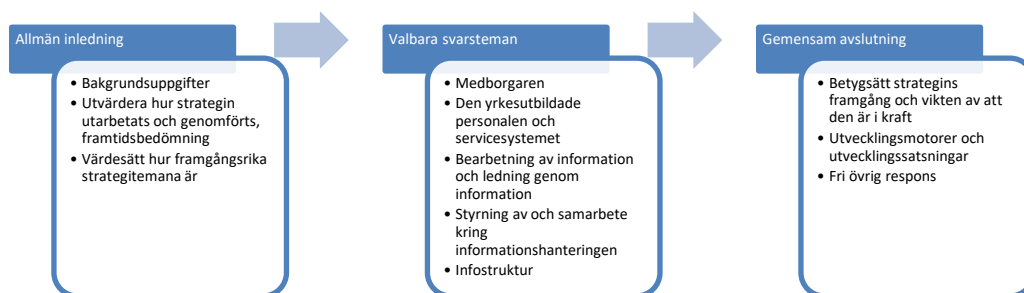 Allmän inledning
• Bakgrundsuppgifter
• Utvärdera hur strategin
utarbetats och genomförts,
framtidsbedömning
• Värdesätt hur framgångsrika
strategitemana är
Valbara svarsteman
• Medborgaren
• Den yrkesutbildade
personalen och
servicesystemet
• Bearbetning av information
och ledning genom
information
• Styrning av och samarbete
kring
informationshanteringen
• Infostruktur
Gemensam avslutning
• Betygsätt strategins
framgång och vikten av att
den är i kraft
• Utvecklingsmotorer och
utvecklingssatsningar
• Fri övrig respons